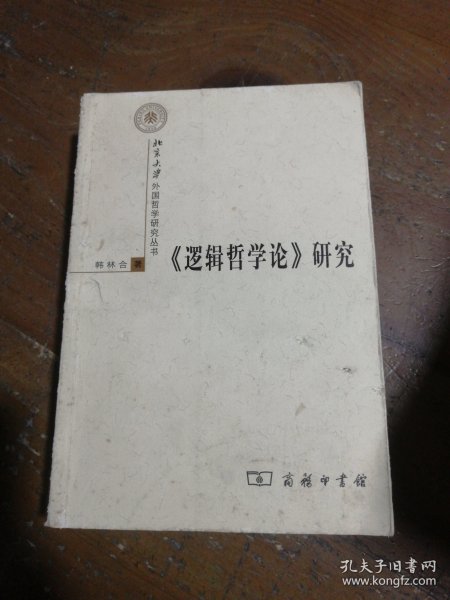 北京大学外国哲学研究丛书
韩林合 著
《逻辑哲学论》研究
商务印书馆
孔夫子旧书网
www.kongfz.com